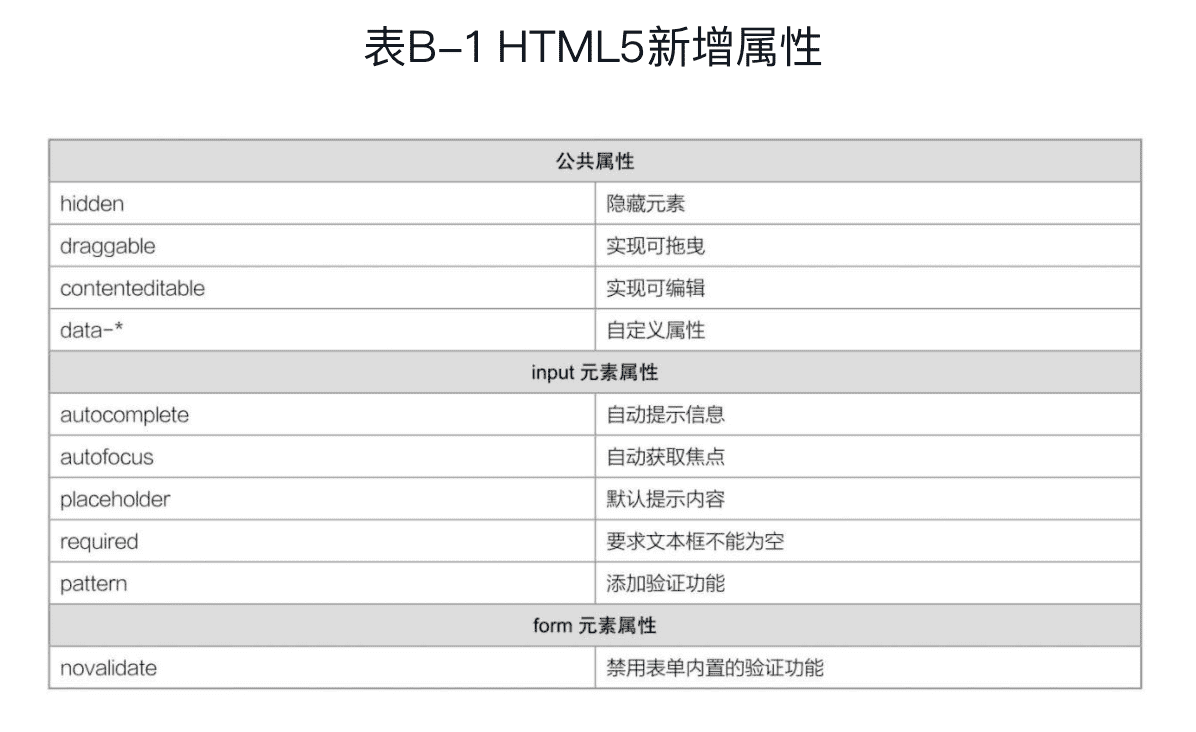 表B-1 HTML5新增属性
公共属性
hidden 隐藏元素
draggable 实现可拖曳
contenteditable 实现可编辑
data-* 自定义属性
input 元素属性
autocomplete 自动提示信息
autofocus 自动获取焦点
placeholder 默认提示内容
required 要求文本框不能为空
pattern 添加验证功能
form 元素属性
novalidate 禁用表单内置的验证功能